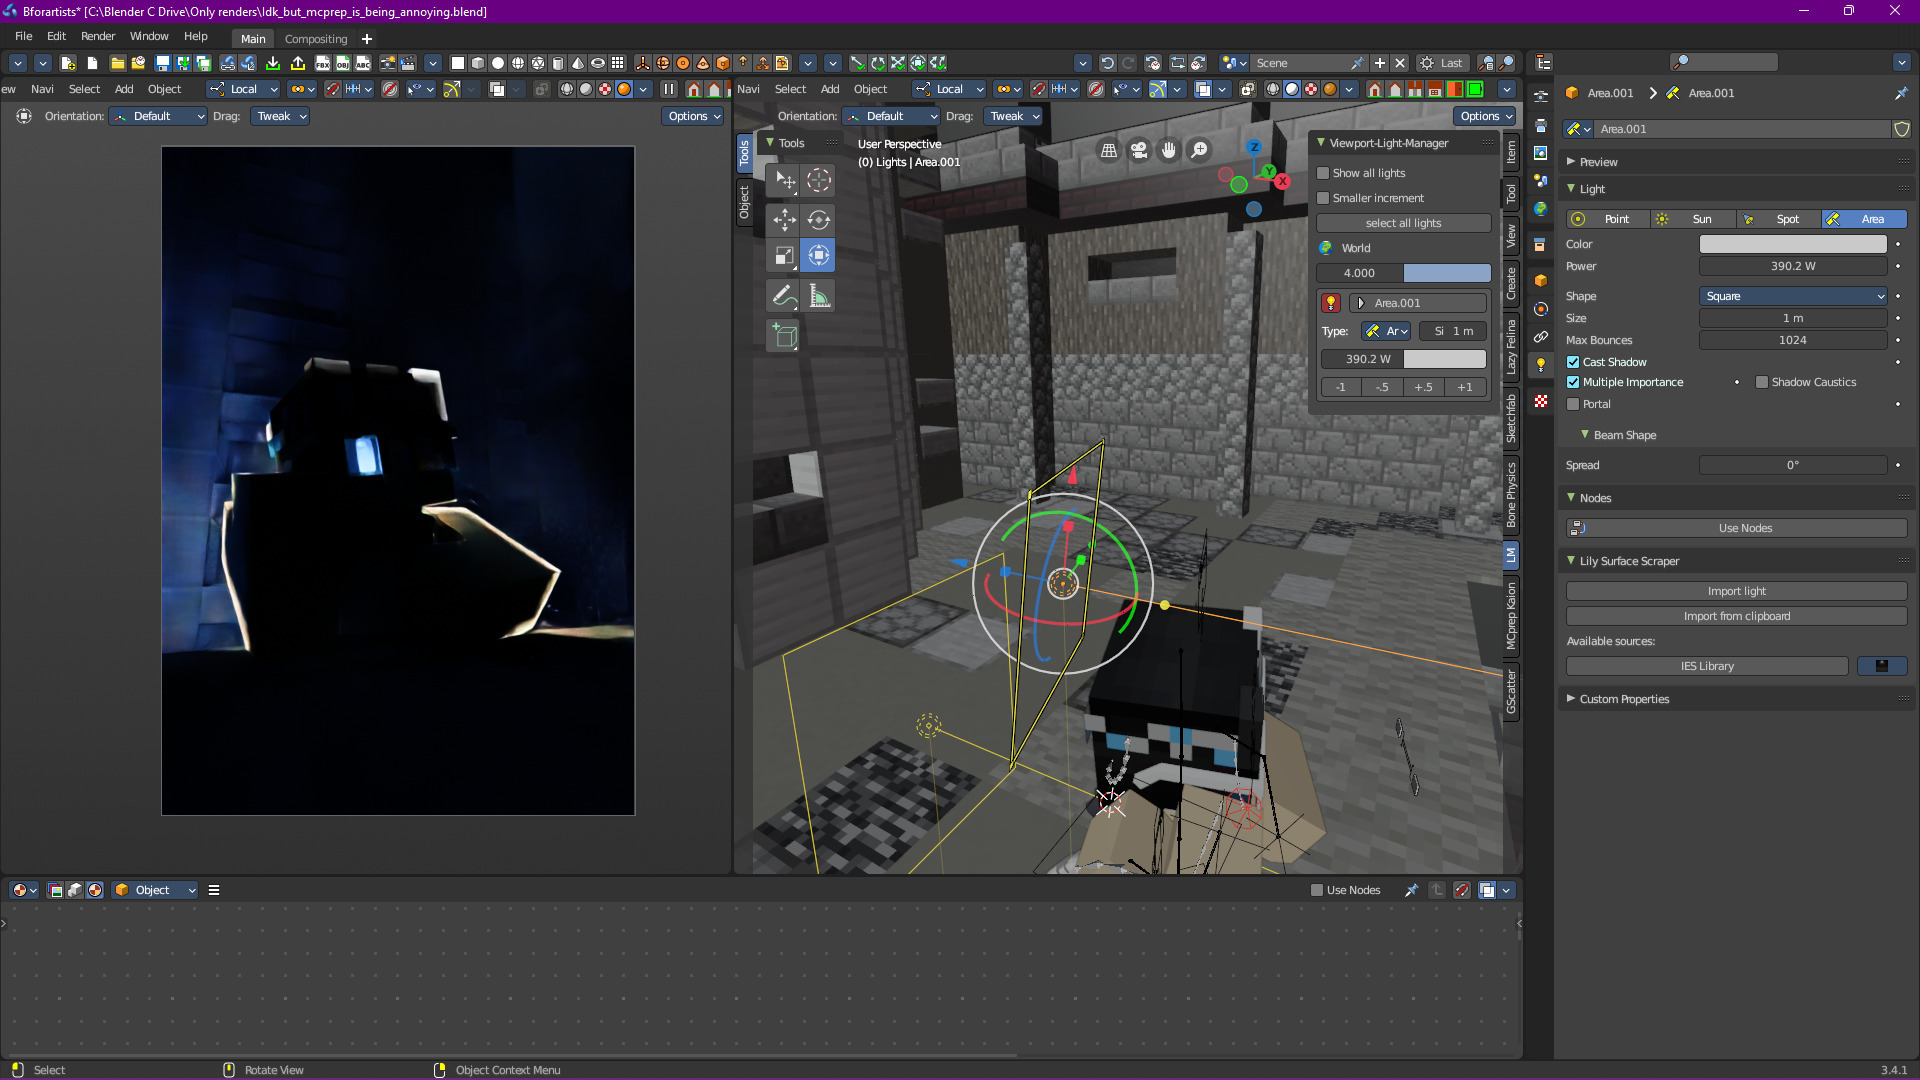 Bforartists* [C:\Blender C Drive\Only renders\Idk_but_mcprep_is_being_annoying.blend]
File Edit Render Window Help Main Compositing
FBX OBJ ABC Scene Last
ew Navi Select Add Object Local
Navi Select Add Object Local
Orientation: Default Drag: Tweak Options
Orientation: Default Drag: Tweak Options
Tools
Object
Tools
User Perspective
(0) Lights | Area.001
Z
Y
X
Viewport-Light-Manager
Show all lights
Smaller increment
select all lights
World
4.000
Area.001
Type: Ar Si 1 m
390.2 W
-1 -.5 +.5 +1
Item
Tool
View
Create
Lazy Felina
Sketchfab
Bone Physics
LM
MCprep Kaion
GScatter
Area.001 Area.001
Area.001
Preview
Light
Point Sun Spot Area
Color
Power 390.2 W
Shape Square
Size 1 m
Max Bounces 1024
Cast Shadow
Multiple Importance Shadow Caustics
Portal
Beam Shape
Spread 0°
Nodes
Use Nodes
Lily Surface Scraper
Import light
Import from clipboard
Available sources:
IES Library
Custom Properties
Object Use Nodes
Select Rotate View Object Context Menu 3.4.1